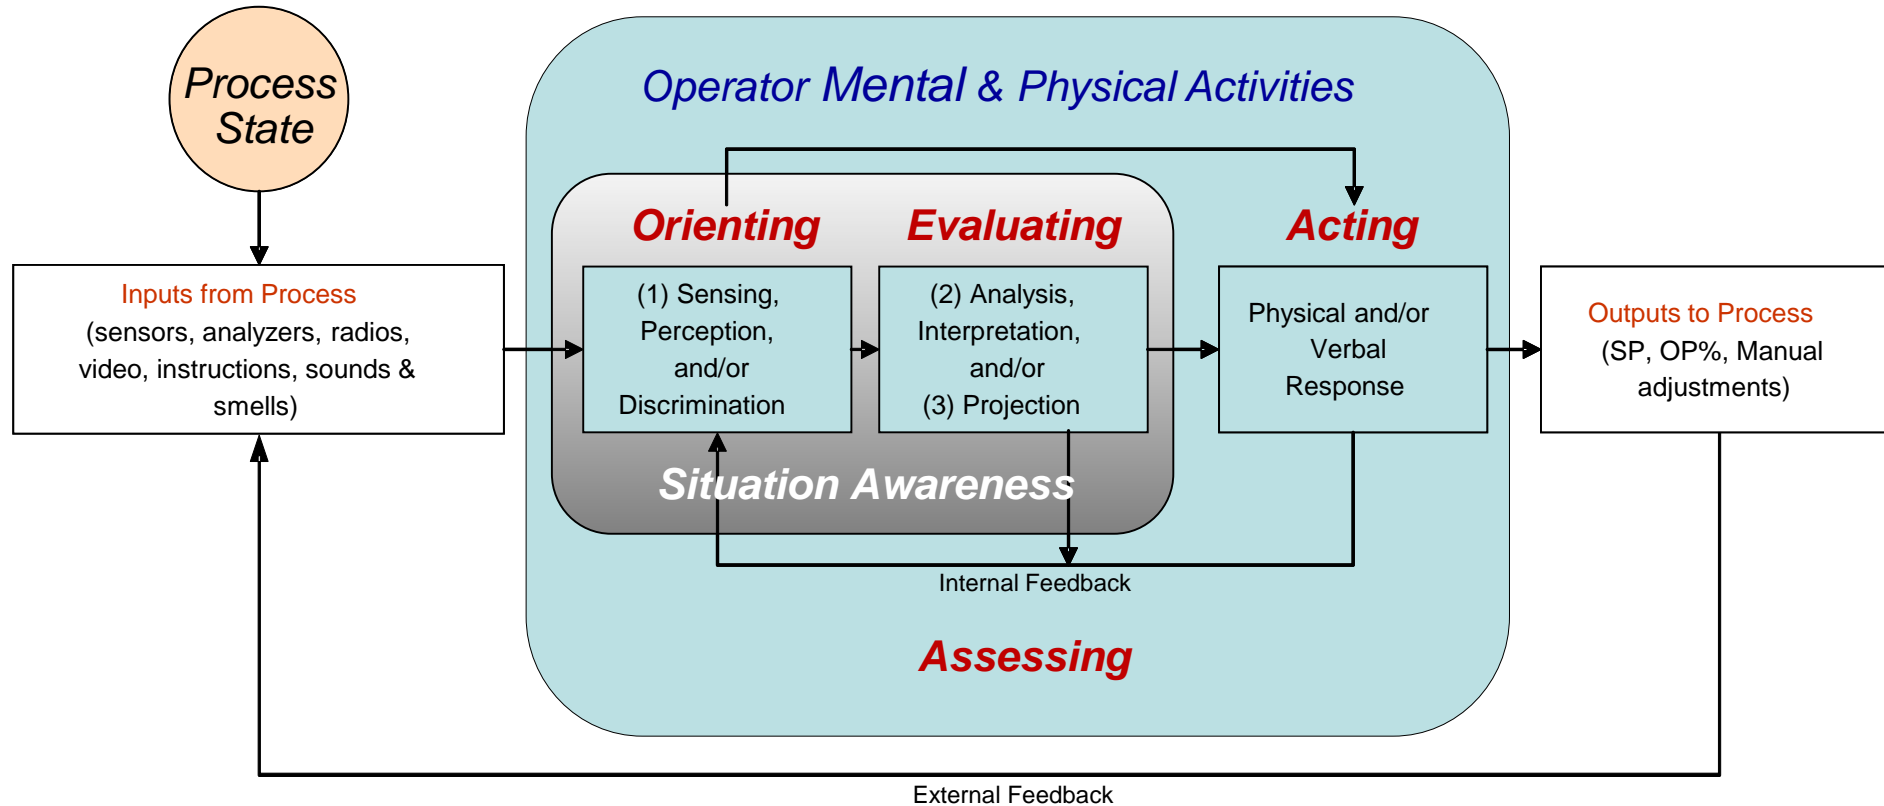 Process
State
Operator Mental & Physical Activities
Orienting
Evaluating
Acting
Inputs from Process
(sensors, analyzers, radios,
video, instructions, sounds &
smells)
(1) Sensing,
Perception,
and/or
Discrimination
(2) Analysis,
Interpretation,
and/or
(3) Projection
Physical and/or
Verbal
Response
Outputs to Process
(SP, OP%, Manual
adjustments)
Situation Awareness
Internal Feedback
Assessing
External Feedback